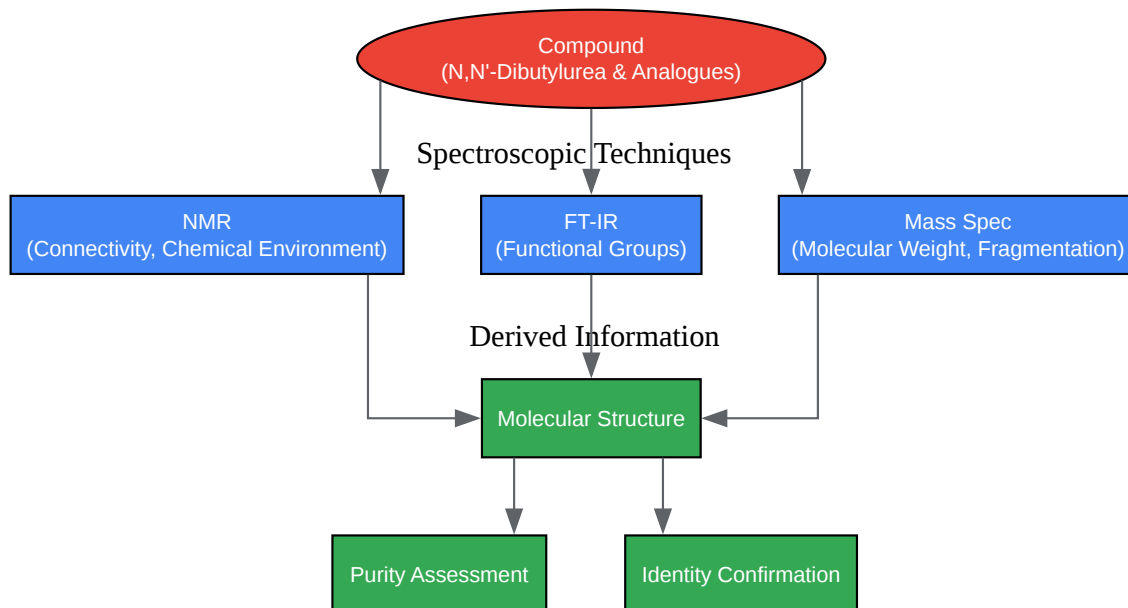 Compound
(N,N'-Dibutylurea & Analogues)
Spectroscopic Techniques
NMR
(Connectivity, Chemical Environment)
FT-IR
(Functional Groups)
Mass Spec
(Molecular Weight, Fragmentation)
Derived Information
Molecular Structure
Purity Assessment
Identity Confirmation